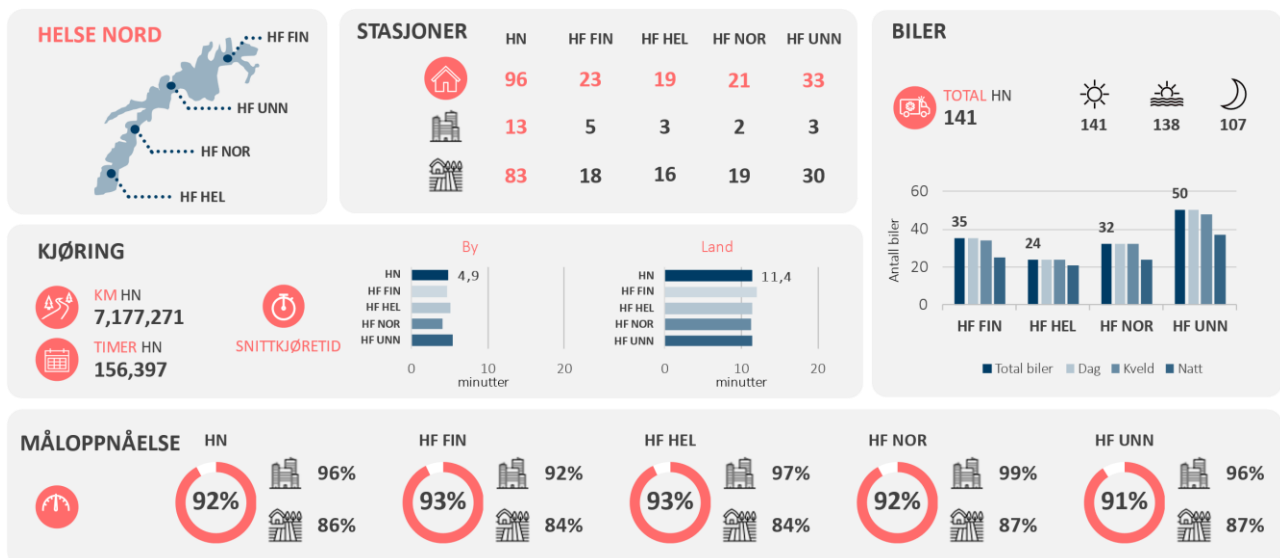 HELSE NORD
HF FIN
HF UNN
HF NOR
HF HEL
STASJONER
HN HF FIN HF HEL HF NOR HF UNN
96 23 19 21 33
13 5 3 2 3
83 18 16 19 30
BILER
TOTAL HN
141
141 138 107
60
40
20
0
Antall biler
35 24 32 50
HF FIN HF HEL HF NOR HF UNN
Total biler Dag Kveld Natt
KJØRING
KM HN
7,177,271
TIMER HN
156,397
SNITTKJØRETID
By
HN 4,9
HF FIN
HF HEL
HF NOR
HF UNN
0 10 20
minutter
Land
HN 11,4
HF FIN
HF HEL
HF NOR
HF UNN
0 10 20
minutter
MÅLOPPNÅELSE
HN
92%
96%
86%
HF FIN
93%
92%
84%
HF HEL
93%
97%
84%
HF NOR
92%
99%
87%
HF UNN
91%
96%
87%